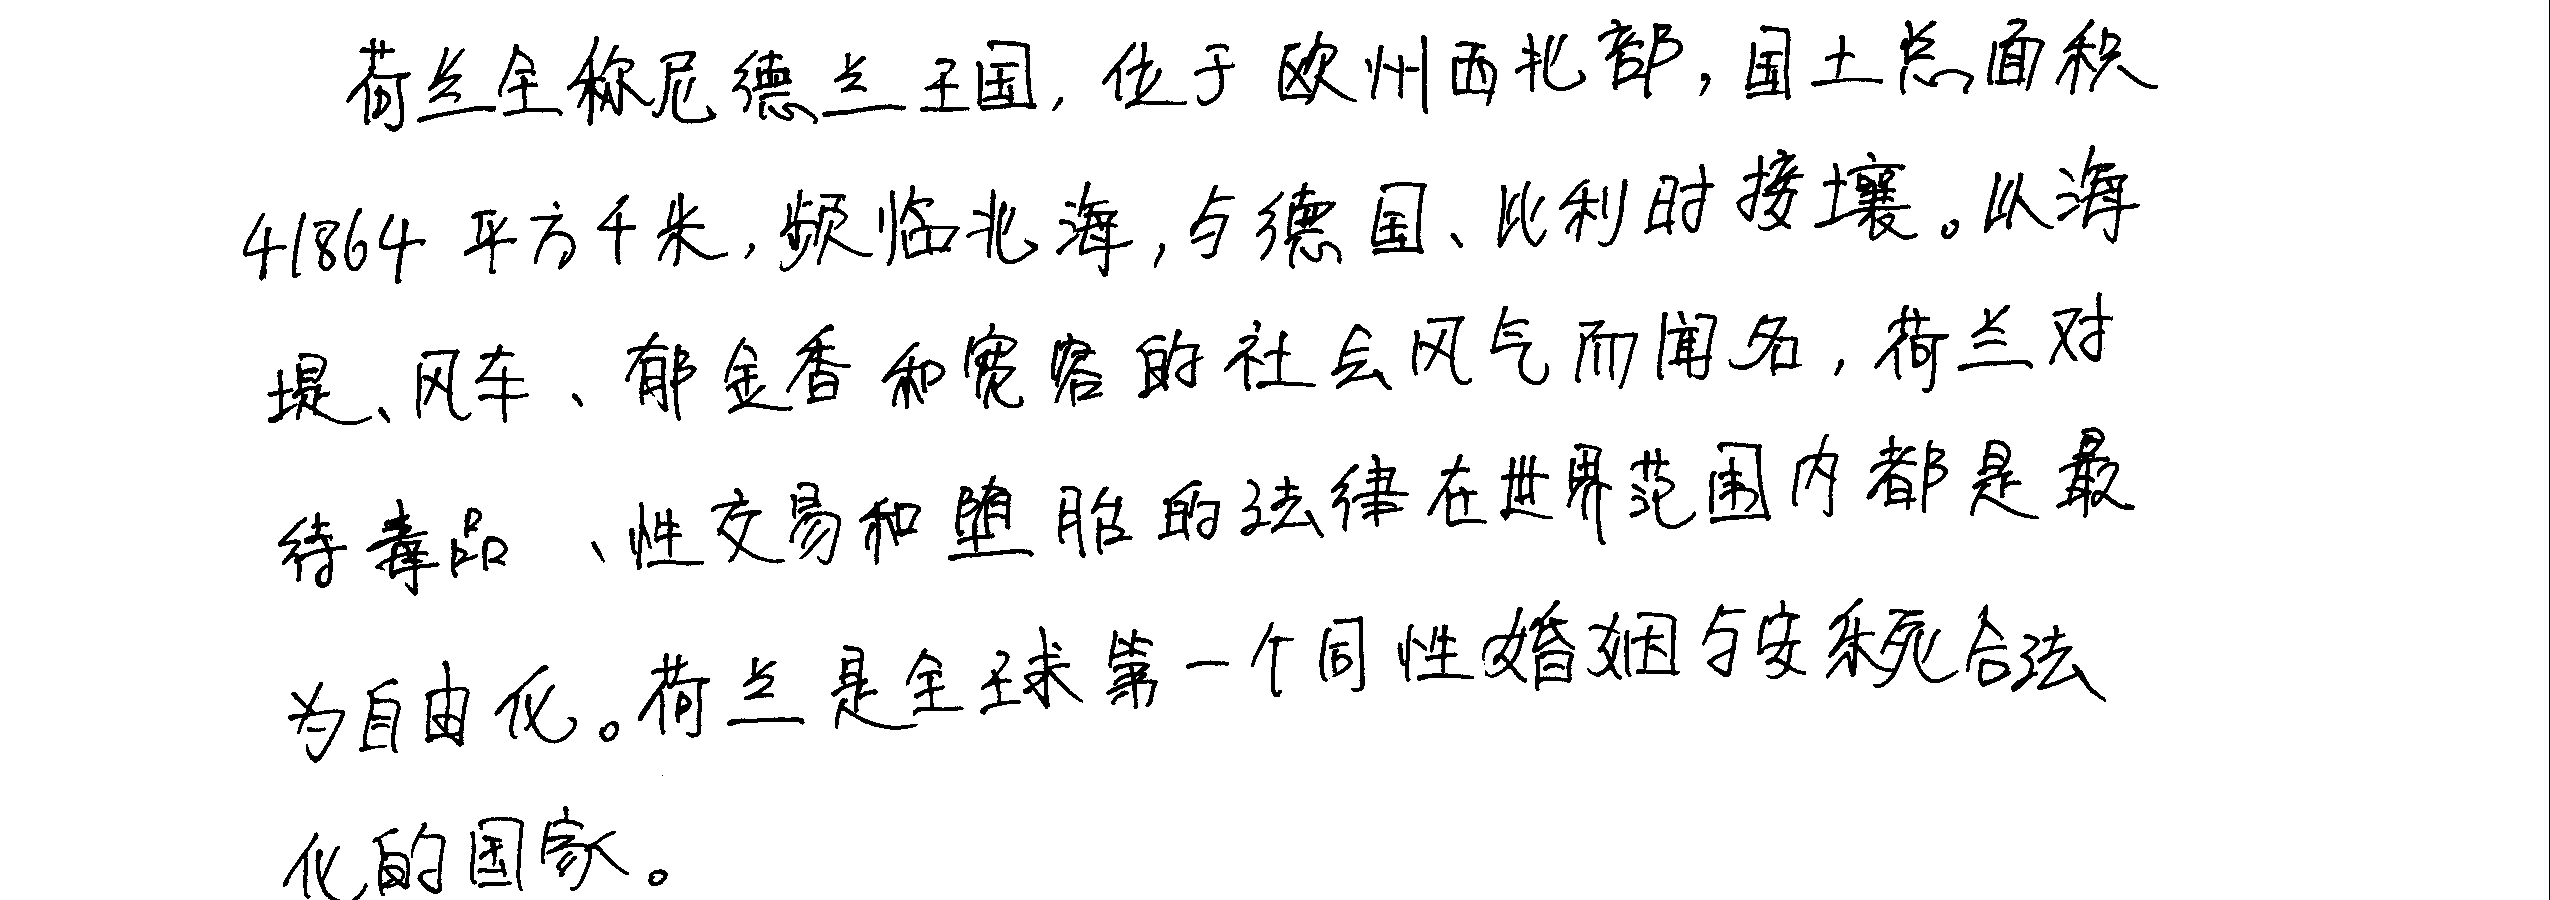 荷兰全称尼德兰王国,位于欧州西北部,国土总面积
41864平方千米,频临北海,与德国、比利时接壤。以海
堤、风车、郁金香和宽容的社会风气而闻名,荷兰对
待毒品、性交易和堕胎的法律在世界范围内都是最
为自由化。荷兰是全球第一个同性婚姻与安乐死合法
化的国家。